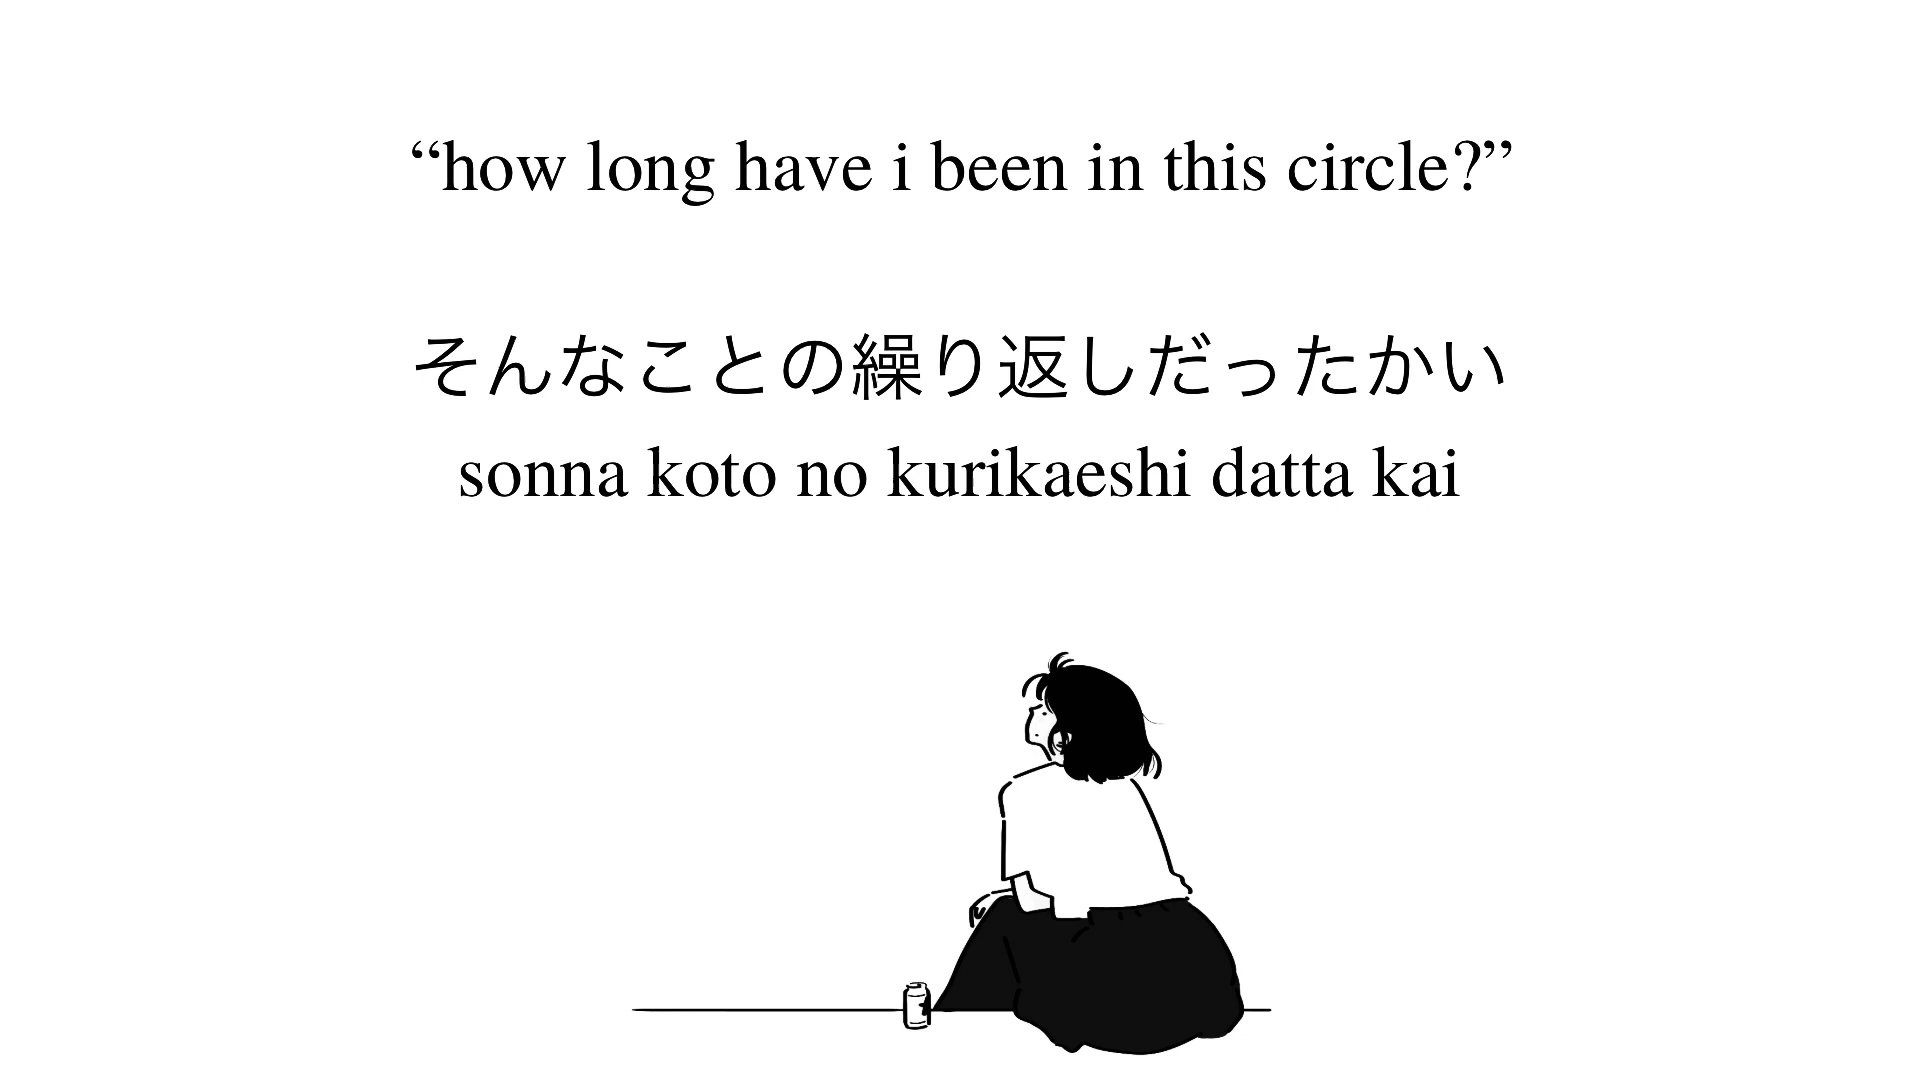 “how long have i been in this circle?”
そんなことの繰り返しだったかい
sonna koto no kurikaeshi datta kai